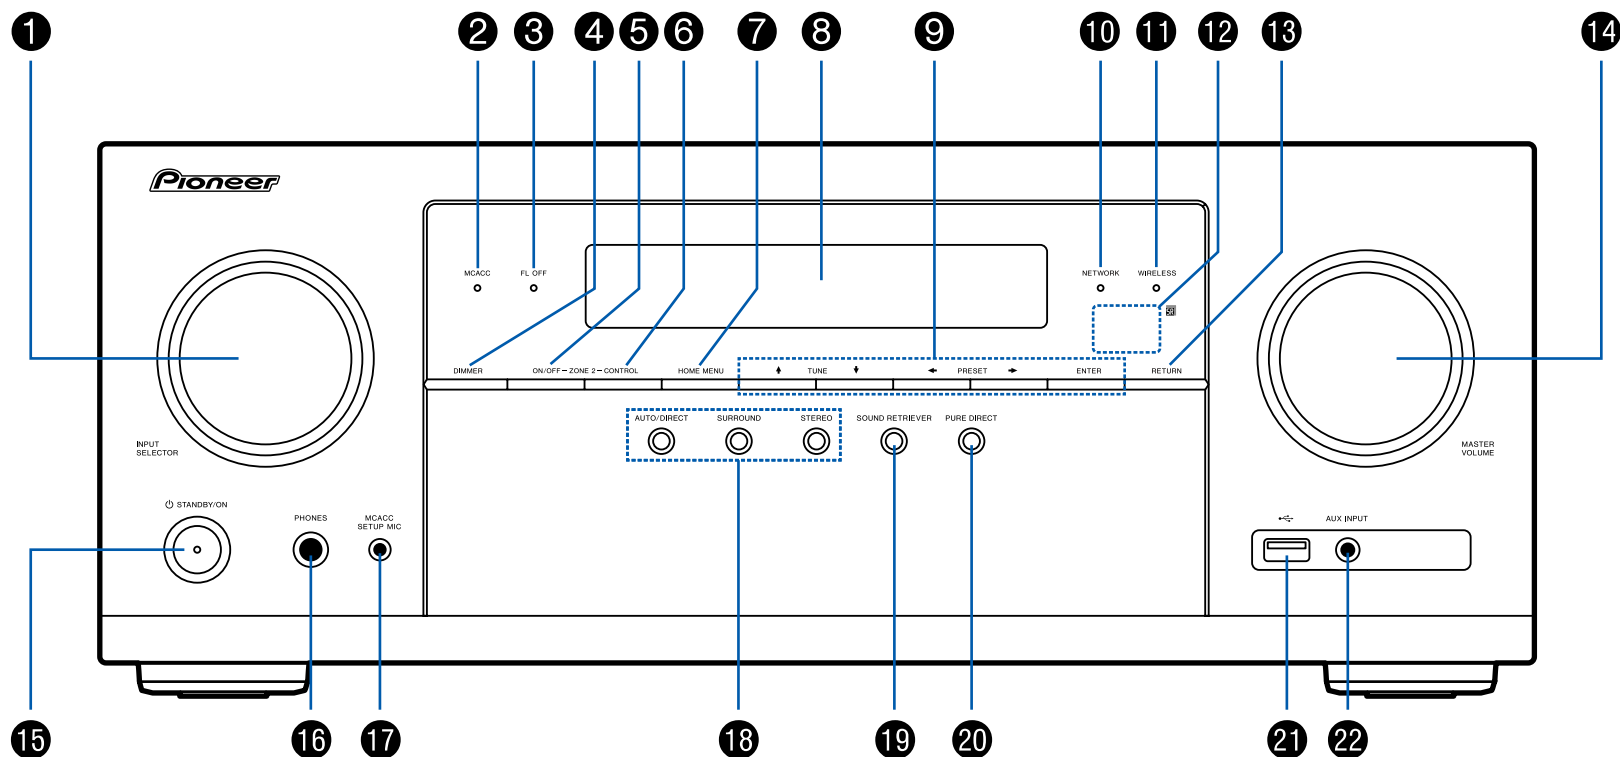 1 2 3 4 5 6 7 8 9 10 11 12 13 14
Pioneer
MCACC FL OFF NETWORK WIRELESS
DIMMER ON/OFF – ZONE 2 – CONTROL HOME MENU TUNE PRESET ENTER RETURN
AUTO/DIRECT SURROUND STEREO SOUND RETRIEVER PURE DIRECT
INPUT
SELECTOR
MASTER
VOLUME
STANDBY/ON
PHONES
MCACC
SETUP MIC
AUX INPUT
15 16 17 18 19 20 21 22